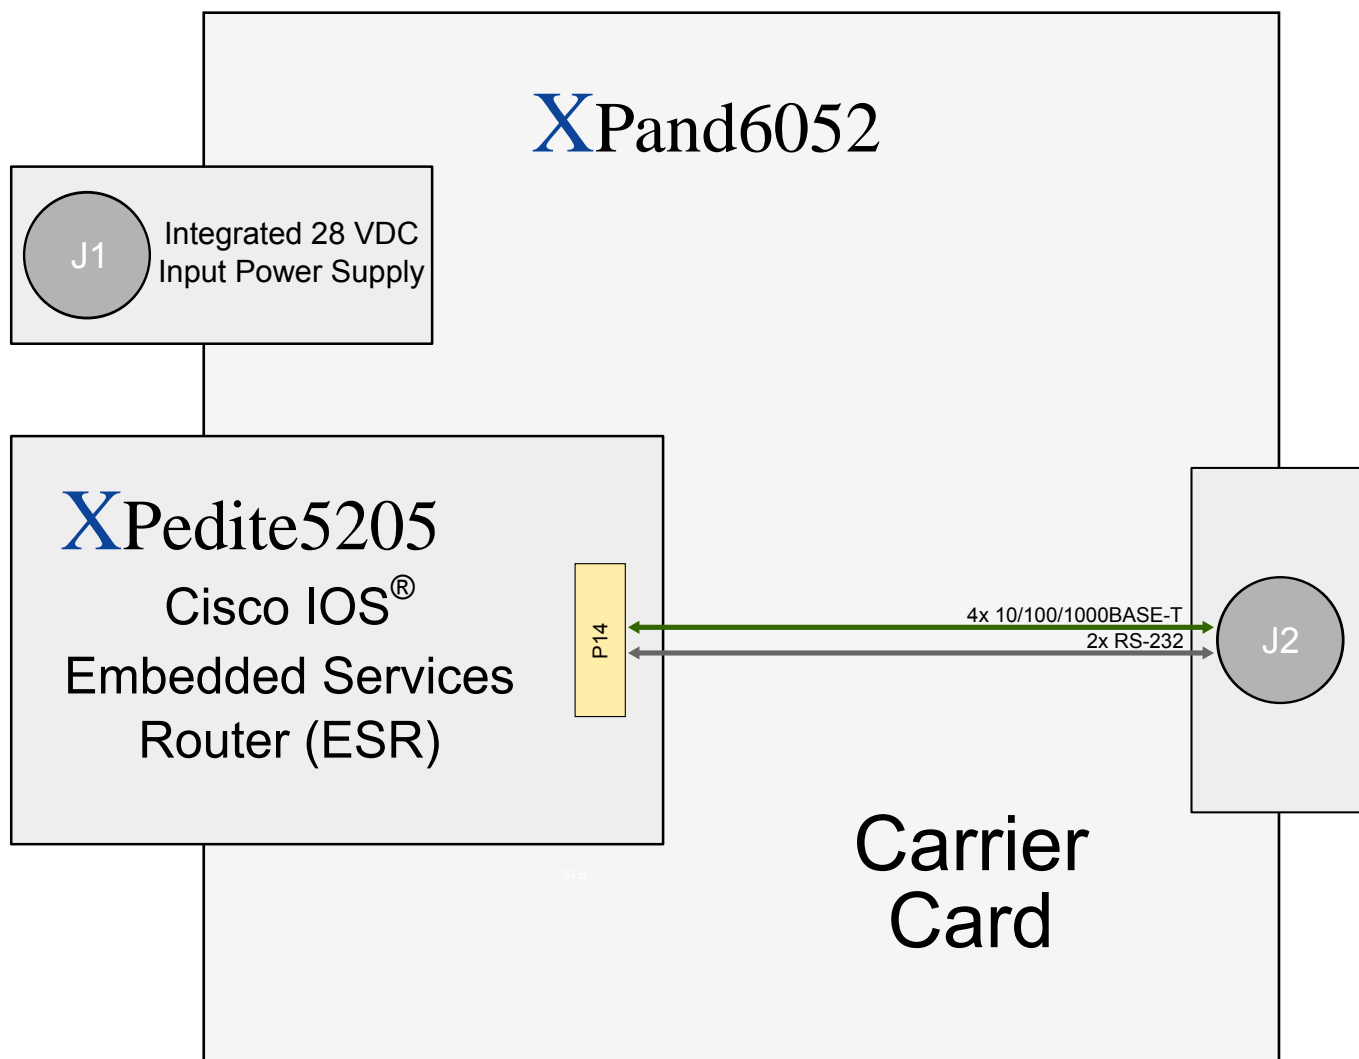 XPand6052
J1
Integrated 28 VDC
Input Power Supply
XPedite5205
Cisco IOS®
Embedded Services
Router (ESR)
P14
4x 10/100/1000BASE-T
2x RS-232
J2
Carrier
Card
P15